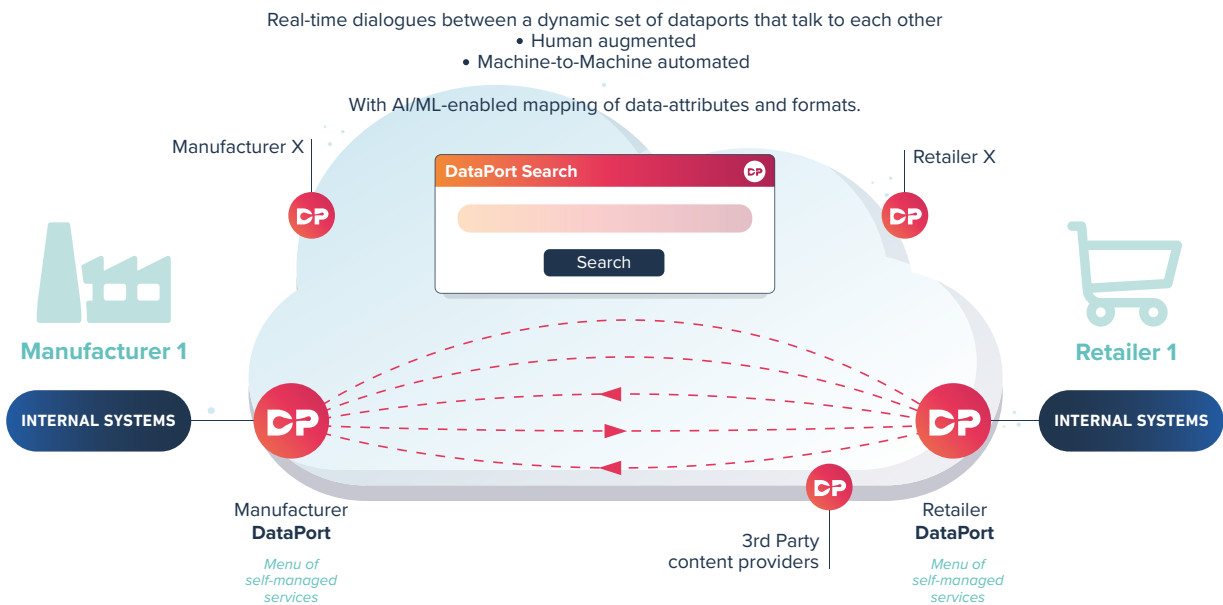 Real-time dialogues between a dynamic set of dataports that talk to each other
• Human augmented
• Machine-to-Machine automated
With AI/ML-enabled mapping of data-attributes and formats.
Manufacturer X
Retailer X
DataPort Search
DP
DP
DP
Search
Manufacturer 1
Retailer 1
INTERNAL SYSTEMS
DP
DP
INTERNAL SYSTEMS
DP
Manufacturer
DataPort
Menu of
self-managed
services
3rd Party
content providers
Retailer
DataPort
Menu of
self-managed
services